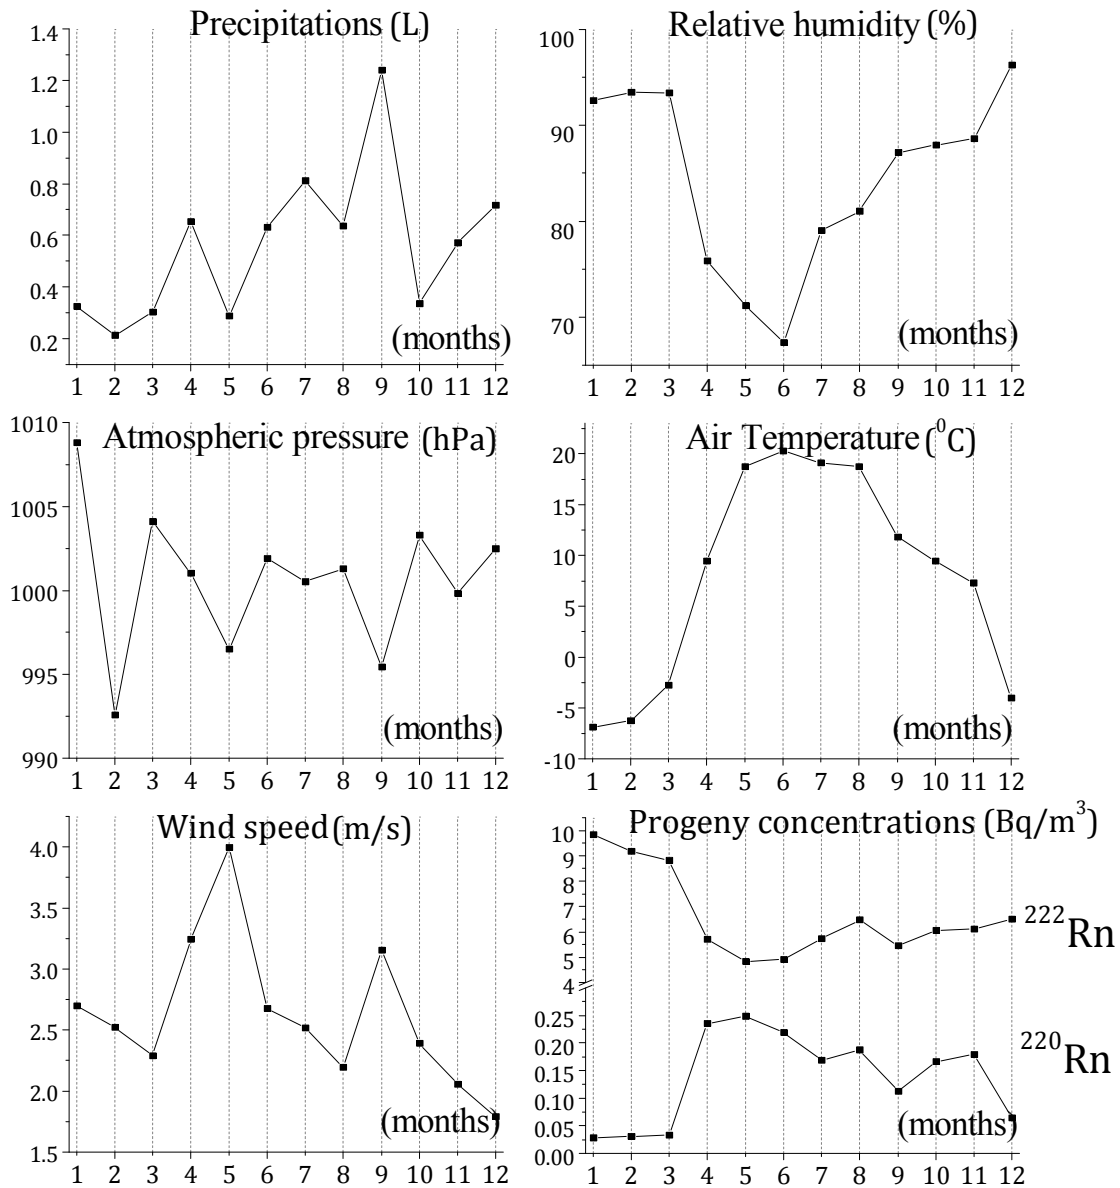 Precipitations (L)
1.4
1.2
1.0
0.8
0.6
0.4
0.2
(months)
1 2 3 4 5 6 7 8 9 10 11 12
Relative humidity (%)
100
90
80
70
(months)
1 2 3 4 5 6 7 8 9 10 11 12
Atmospheric pressure (hPa)
1010
1005
1000
995
990
(months)
1 2 3 4 5 6 7 8 9 10 11 12
Air Temperature (⁰C)
20
15
10
5
0
-5
-10
(months)
1 2 3 4 5 6 7 8 9 10 11 12
Wind speed (m/s)
4.0
3.5
3.0
2.5
2.0
1.5
(months)
1 2 3 4 5 6 7 8 9 10 11 12
Progeny concentrations (Bq/m³)
10
9
8
7
6
5
4
²²²Rn
0.25
0.20
0.15
0.10
0.05
0.00
²²⁰Rn
(months)
1 2 3 4 5 6 7 8 9 10 11 12